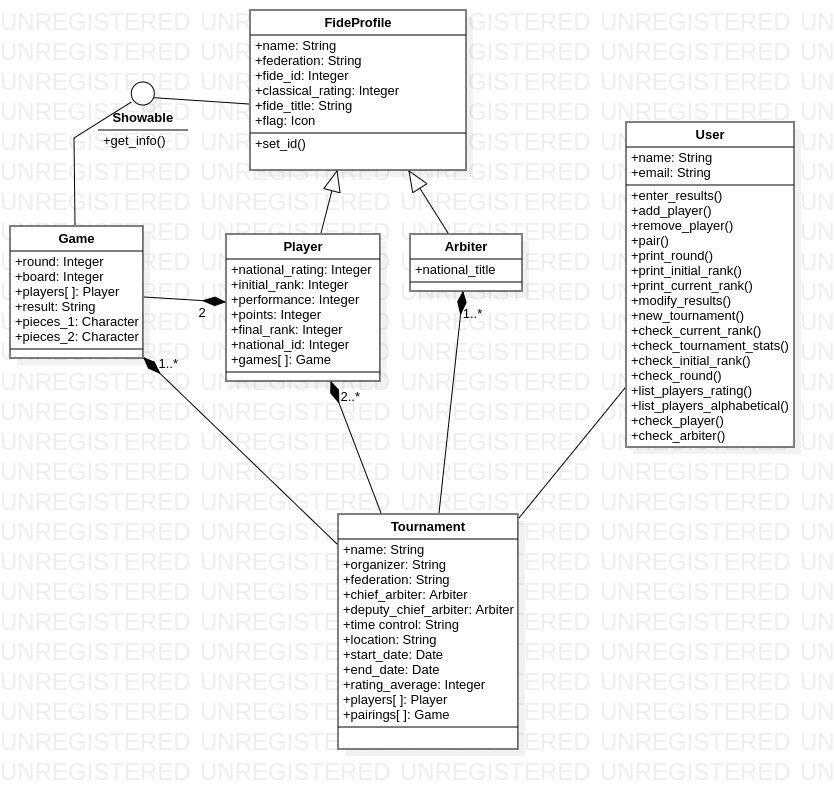 FideProfile
+name: String
+federation: String
+fide_id: Integer
+classical_rating: Integer
+fide_title: String
+flag: Icon
+set_id()
Showable
+get_info()
User
+name: String
+email: String
+enter_results()
+add_player()
+remove_player()
+pair()
+print_round()
+print_initial_rank()
+print_current_rank()
+modify_results()
+new_tournament()
+check_current_rank()
+check_tournament_stats()
+check_initial_rank()
+check_round()
+list_players_rating()
+list_players_alphabetical()
+check_player()
+check_arbiter()
Game
+round: Integer
+board: Integer
+players[ ]: Player
+result: String
+pieces_1: Character
+pieces_2: Character
2
1..*
Player
+national_rating: Integer
+initial_rank: Integer
+performance: Integer
+points: Integer
+final_rank: Integer
+national_id: Integer
+games[ ]: Game
2..*
Arbiter
+national_title
1..*
Tournament
+name: String
+organizer: String
+federation: String
+chief_arbiter: Arbiter
+deputy_chief_arbiter: Arbiter
+time control: String
+location: String
+start_date: Date
+end_date: Date
+rating_average: Integer
+players[ ]: Player
+pairings[ ]: Game
UNREGISTERED